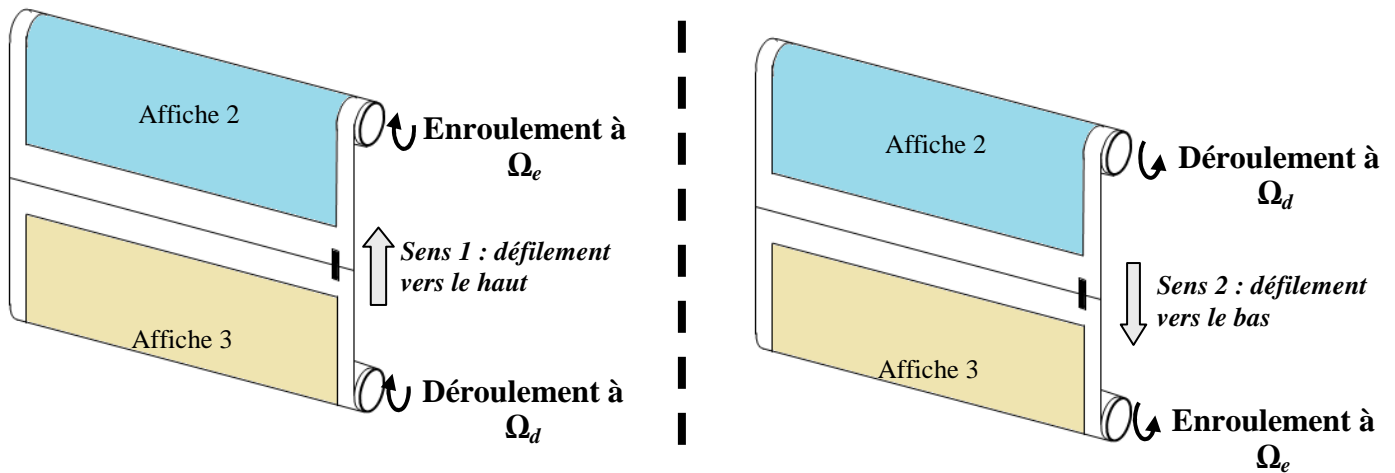 Affiche 2
Enroulement à
Ωe
Sens 1 : défilement
vers le haut
Affiche 3
Déroulement à
Ωd
Affiche 2
Déroulement à
Ωd
Sens 2 : défilement
vers le bas
Affiche 3
Enroulement à
Ωe